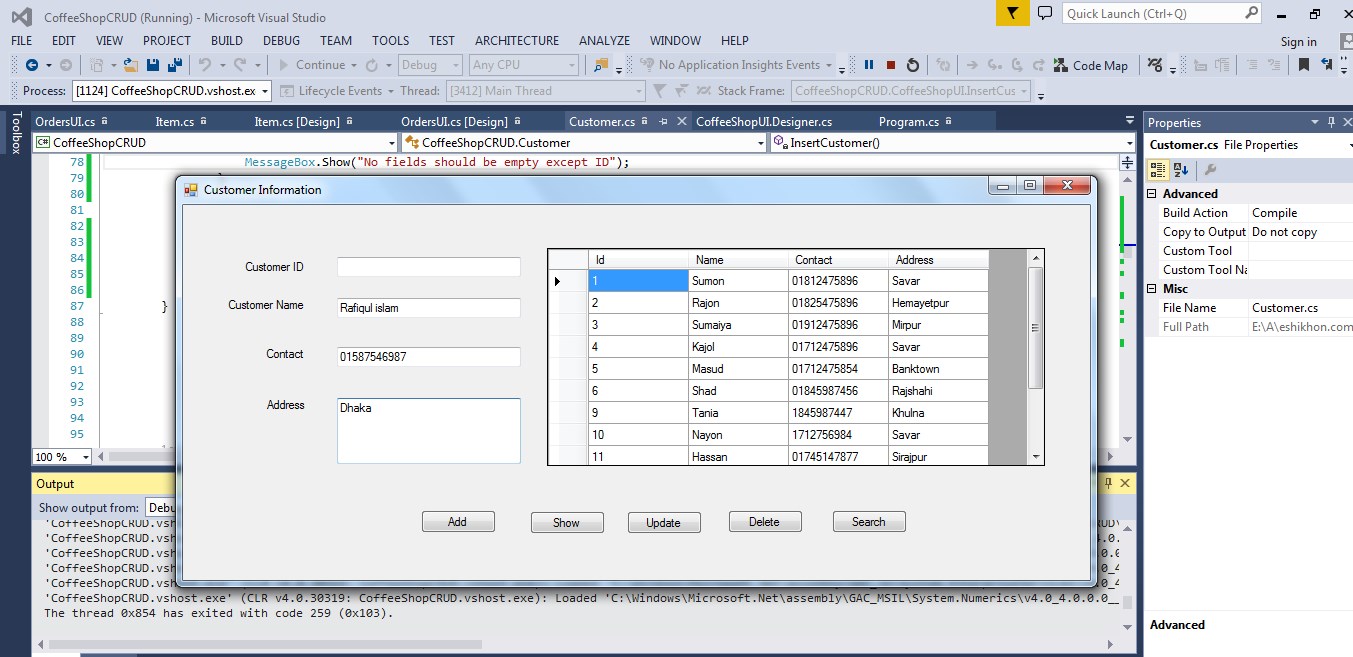 CoffeeShopCRUD (Running) - Microsoft Visual Studio
Quick Launch (Ctrl+Q)
FILE EDIT VIEW PROJECT BUILD DEBUG TEAM TOOLS TEST ARCHITECTURE ANALYZE WINDOW HELP
Sign in
Continue Debug Any CPU No Application Insights Events Code Map
Process: [1124] CoffeeShopCRUD.vshost.ex Lifecycle Events Thread: [3412] Main Thread Stack Frame: CoffeeShopCRUD.CoffeeShopUI.InsertCus
Toolbox
OrdersUI.cs Item.cs Item.cs [Design] OrdersUI.cs [Design] Customer.cs CoffeeShopUI.Designer.cs Program.cs
C# CoffeeShopCRUD CoffeeShopCRUD.Customer InsertCustomer()
78 MessageBox.Show("No fields should be empty except ID");
79
80
81
82
83
84
85
86
87 }
88
89
90
91
92
93
94
95
100 %
Customer Information
Customer ID
Customer Name Rafiqul islam
Contact 01587546987
Address Dhaka
Id Name Contact Address
1 Sumon 01812475896 Savar
2 Rajon 01825475896 Hemayetpur
3 Sumaiya 01912475896 Mirpur
4 Kajol 01712475896 Savar
5 Masud 01712475854 Banktown
6 Shad 01845987456 Rajshahi
9 Tania 1845987447 Khulna
10 Nayon 1712756984 Savar
11 Hassan 01745147877 Sirajpur
Add Show Update Delete Search
Properties
Customer.cs File Properties
Advanced
Build Action Compile
Copy to Output Do not copy
Custom Tool
Custom Tool Na
Misc
File Name Customer.cs
Full Path E:\A\eshikhon.com
Advanced
Output
Show output from: Debu
'CoffeeShopCRUD.vsh
'CoffeeShopCRUD.vsh
'CoffeeShopCRUD.vsh
'CoffeeShopCRUD.vsh
'CoffeeShopCRUD.vshost.exe' (CLR v4.0.30319: CoffeeShopCRUD.vshost.exe): Loaded 'C:\Windows\Microsoft.Net\assembly\GAC_MSIL\System.Numerics\v4.0_4.0.0.0__
The thread 0x854 has exited with code 259 (0x103).